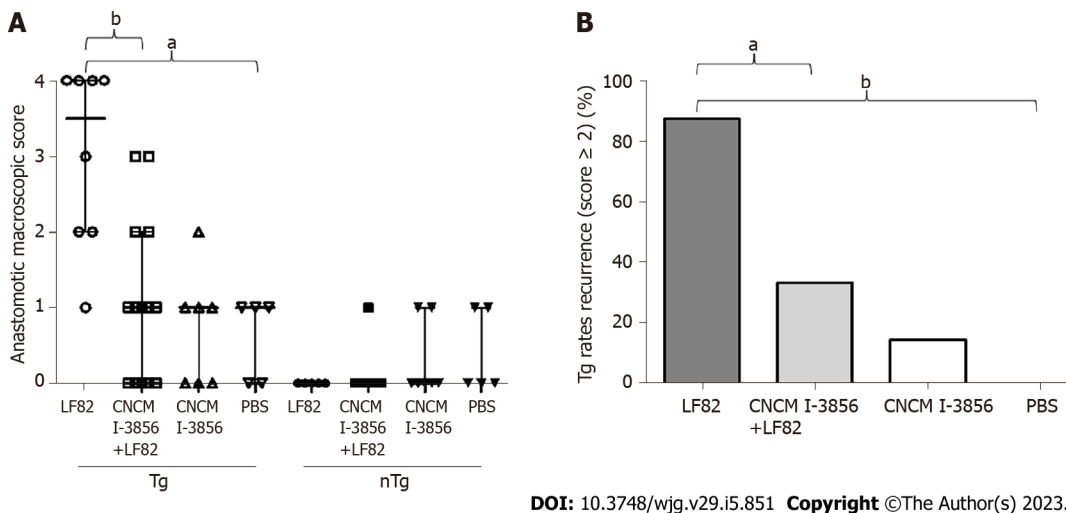 A
b
a
4
3
2
1
0
Anastomotic macroscopic score
LF82
CNCM
I-3856
+LF82
CNCM
I-3856
PBS
LF82
CNCM
I-3856
+LF82
CNCM
I-3856
PBS
Tg
nTg
B
a
b
100
80
60
40
20
0
Tg rates recurrence (score ≥ 2) (%)
LF82
CNCM I-3856
+LF82
CNCM I-3856
PBS
DOI: 10.3748/wjg.v29.i5.851 Copyright ©The Author(s) 2023.